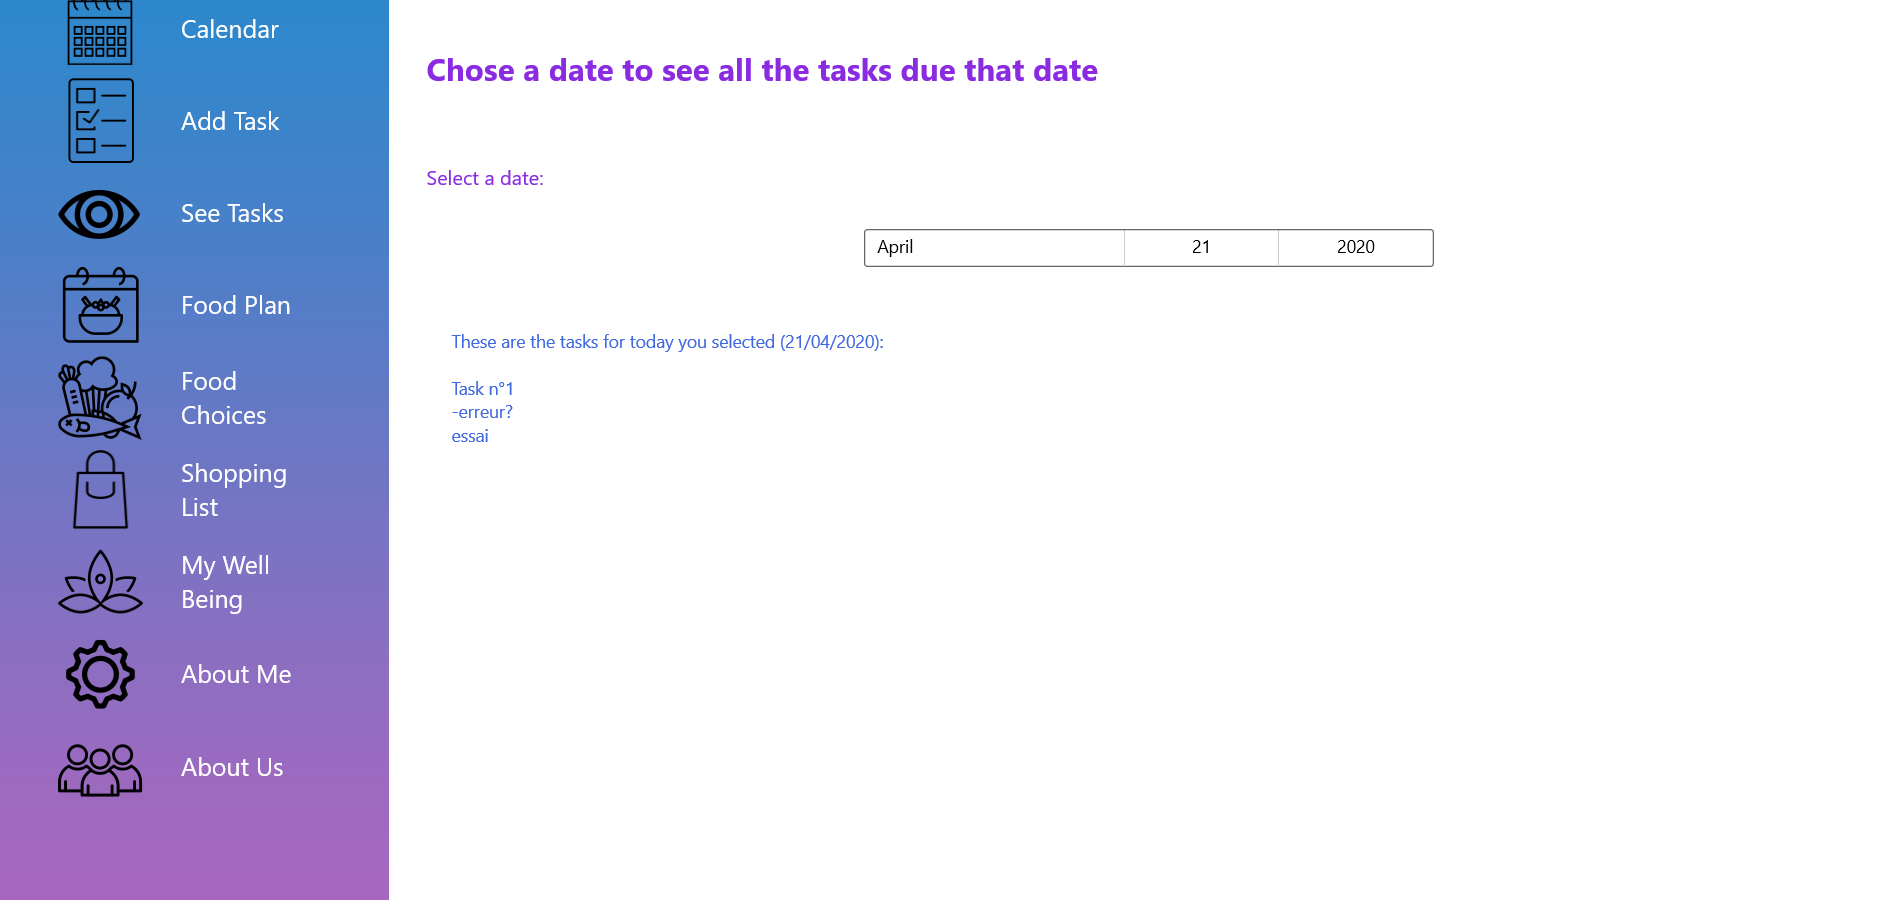 Calendar
Add Task
See Tasks
Food Plan
Food
Choices
Shopping
List
My Well
Being
About Me
About Us
Chose a date to see all the tasks due that date
Select a date:
April 21 2020
These are the tasks for today you selected (21/04/2020):
Task n°1
-erreur?
essai